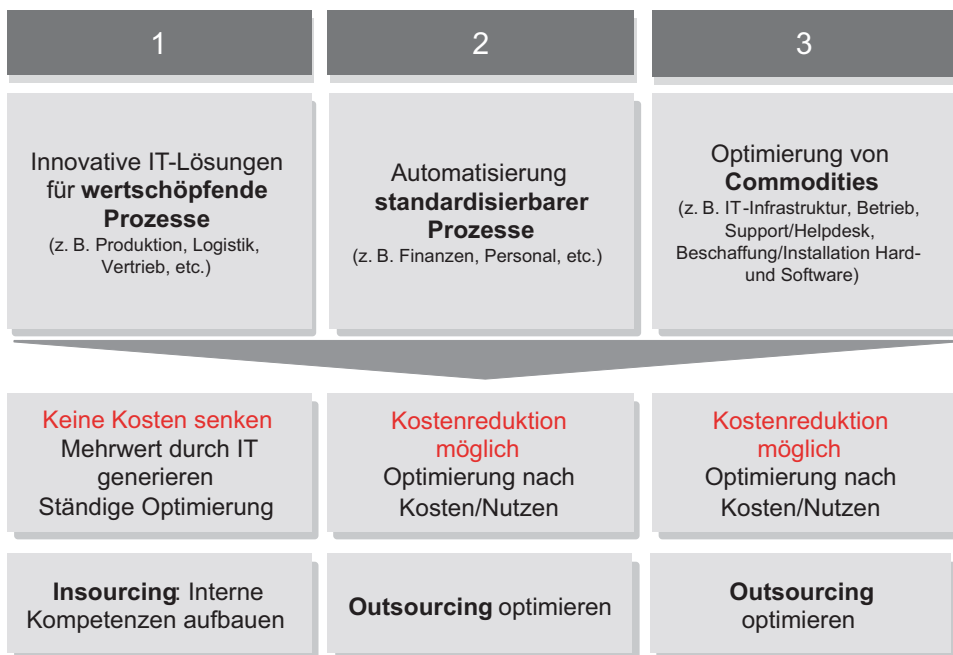 1
2
3
Innovative IT-Lösungen
für wertschöpfende
Prozesse
(z. B. Produktion, Logistik,
Vertrieb, etc.)
Automatisierung
standardisierbarer
Prozesse
(z. B. Finanzen, Personal, etc.)
Optimierung von
Commodities
(z. B. IT-Infrastruktur, Betrieb,
Support/Helpdesk,
Beschaffung/Installation Hard-
und Software)
Keine Kosten senken
Mehrwert durch IT
generieren
Ständige Optimierung
Kostenreduktion
möglich
Optimierung nach
Kosten/Nutzen
Kostenreduktion
möglich
Optimierung nach
Kosten/Nutzen
Insourcing: Interne
Kompetenzen aufbauen
Outsourcing optimieren
Outsourcing
optimieren